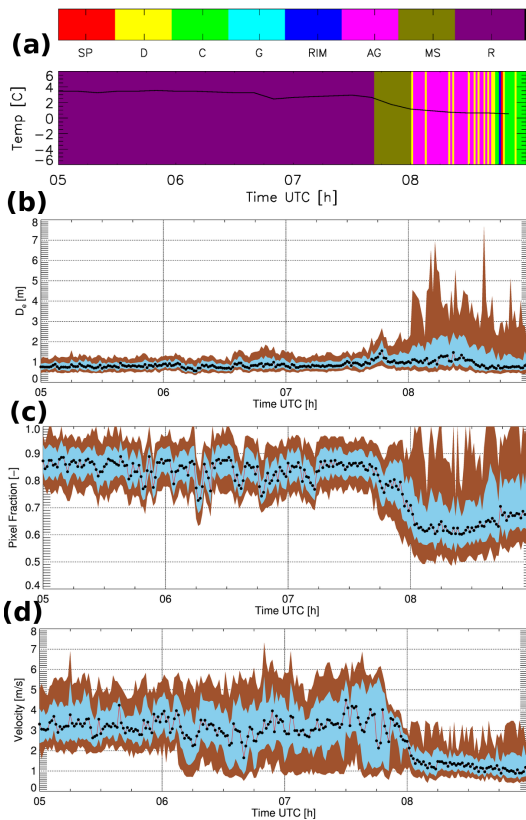 (a)
SP D C G RIM AG MS R
Temp [C]
6
4
2
0
−2
−4
−6
05 06 07 08
Time UTC [h]
(b)
Dₑ [m]
8
7
6
5
4
3
2
1
0
05 06 07 08
Time UTC [h]
(c)
Pixel Fraction [–]
1.0
0.9
0.8
0.7
0.6
0.5
0.4
05 06 07 08
Time UTC [h]
(d)
Velocity [m/s]
8
7
6
5
4
3
2
1
0
05 06 07 08
Time UTC [h]